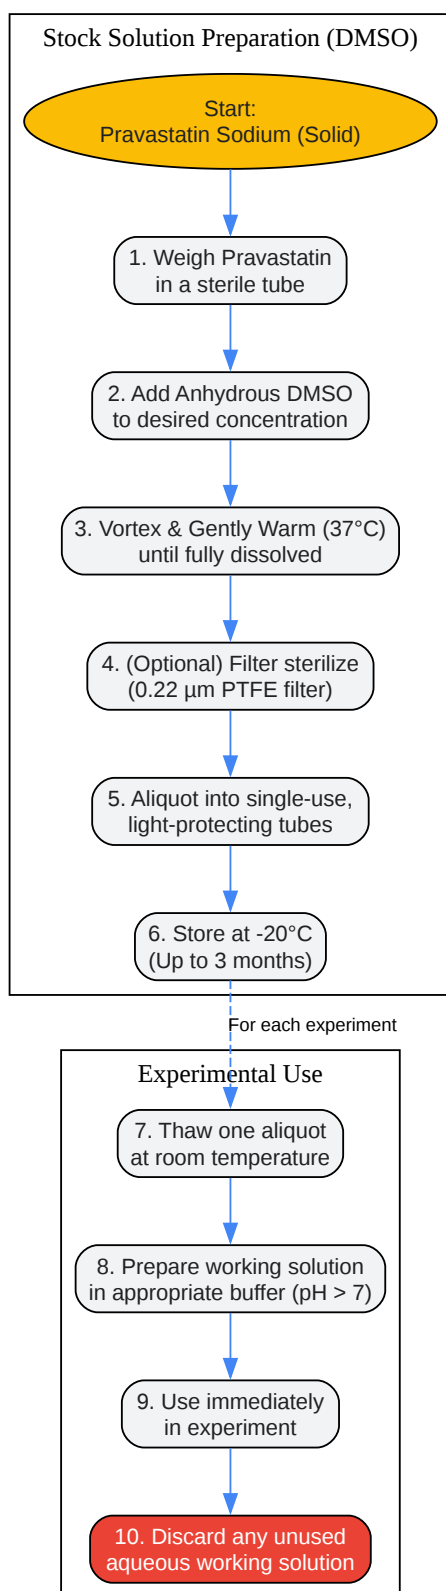 Stock Solution Preparation (DMSO)
Start:
Pravastatin Sodium (Solid)
1. Weigh Pravastatin
in a sterile tube
2. Add Anhydrous DMSO
to desired concentration
3. Vortex & Gently Warm (37°C)
until fully dissolved
4. (Optional) Filter sterilize
(0.22 µm PTFE filter)
5. Aliquot into single-use,
light-protecting tubes
6. Store at -20°C
(Up to 3 months)
For each experiment
Experimental Use
7. Thaw one aliquot
at room temperature
8. Prepare working solution
in appropriate buffer (pH > 7)
9. Use immediately
in experiment
10. Discard any unused
aqueous working solution